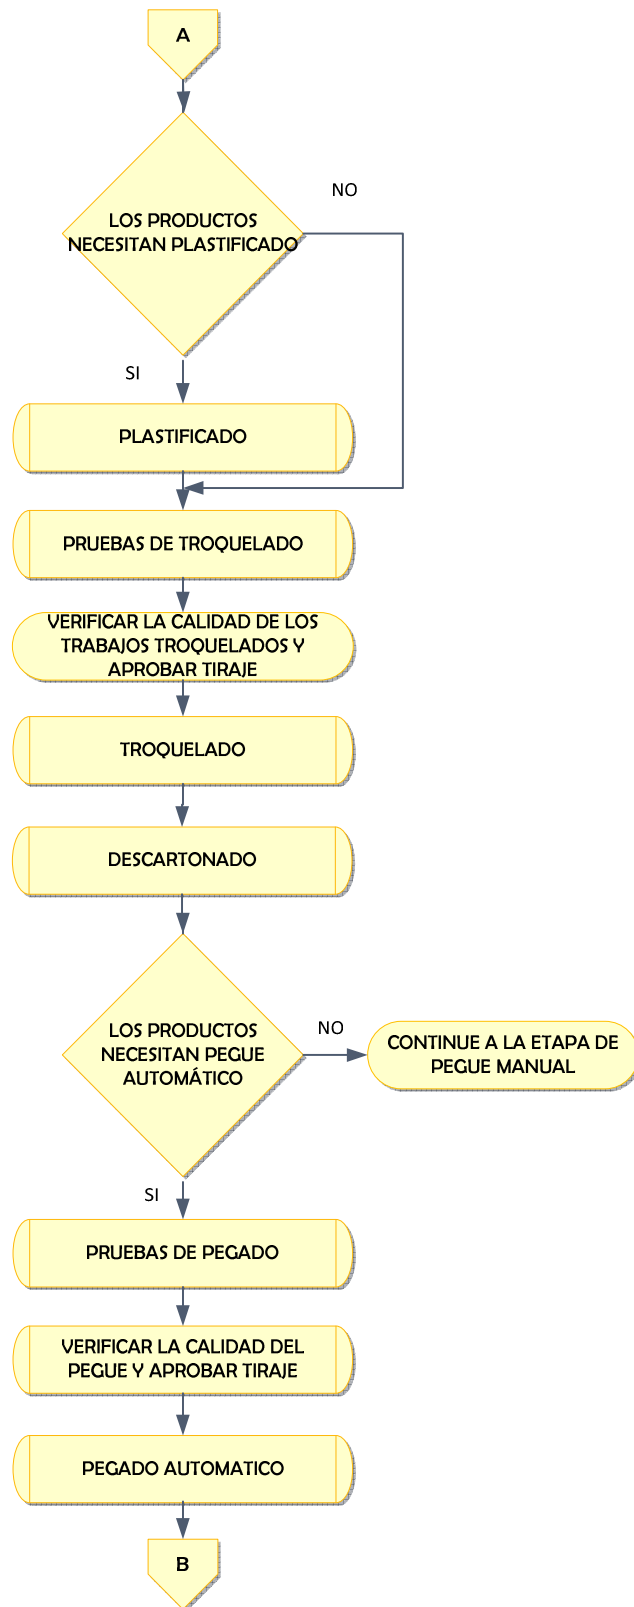 A
LOS PRODUCTOS
NECESITAN PLASTIFICADO
NO
SI
PLASTIFICADO
PRUEBAS DE TROQUELADO
VERIFICAR LA CALIDAD DE LOS
TRABAJOS TROQUELADOS Y
APROBAR TIRAJE
TROQUELADO
DESCARTONADO
LOS PRODUCTOS
NECESITAN PEGUE
AUTOMÁTICO
NO
CONTINUE A LA ETAPA DE
PEGUE MANUAL
SI
PRUEBAS DE PEGADO
VERIFICAR LA CALIDAD DEL
PEGUE Y APROBAR TIRAJE
PEGADO AUTOMATICO
B